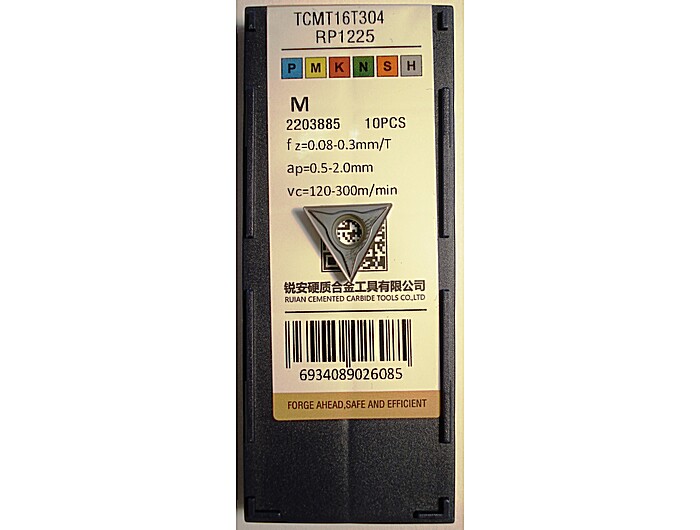 TCMT16T304
RP1225
P M K N S H
M
2203885 10PCS
fz=0.08-0.3mm/T
ap=0.5-2.0mm
vc=120-300m/min
锐安硬质合金工具有限公司
RUIAN CEMENTED CARBIDE TOOLS CO.,LTD
6934089026085
FORGE AHEAD,SAFE AND EFFICIENT